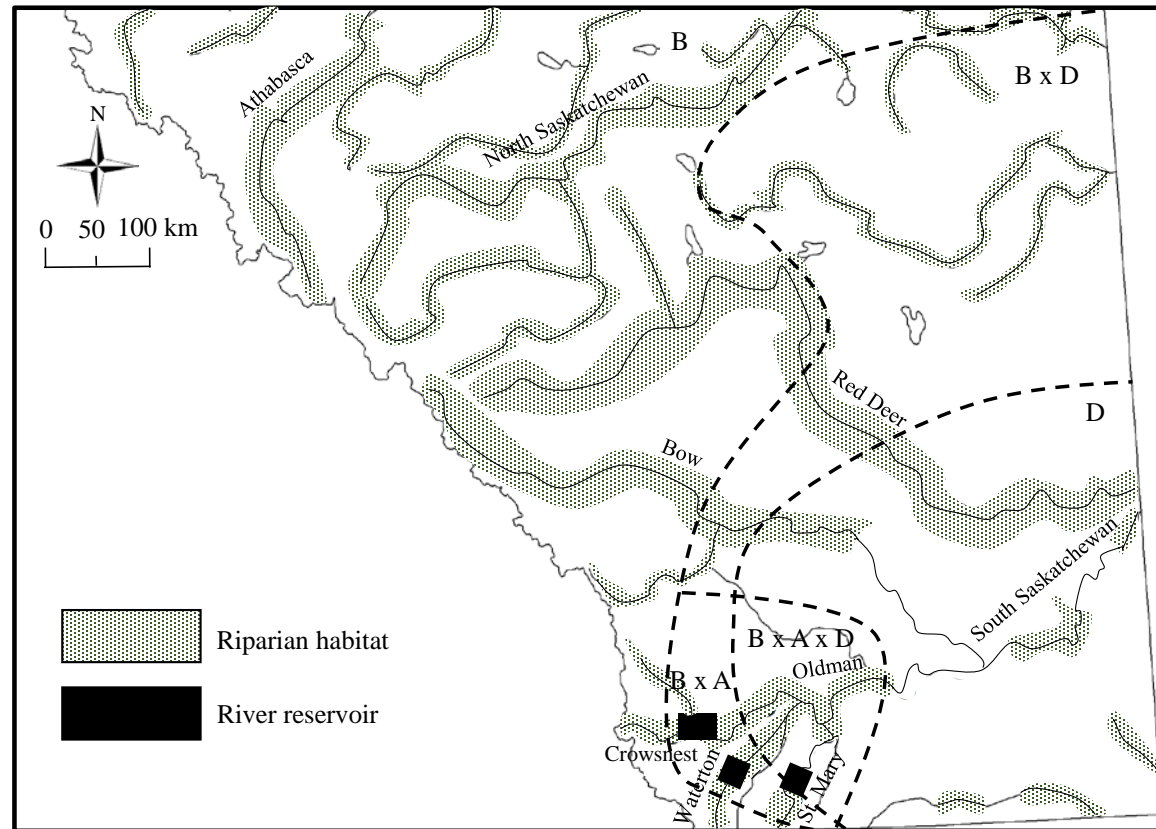 B
B x D
Athabasca
North Saskatchewan
N
0 50 100 km
Red Deer
D
Bow
South Saskatchewan
B x A x D
Oldman
B x A
Riparian habitat
River reservoir
Crowsnest
Waterton
St. Mary